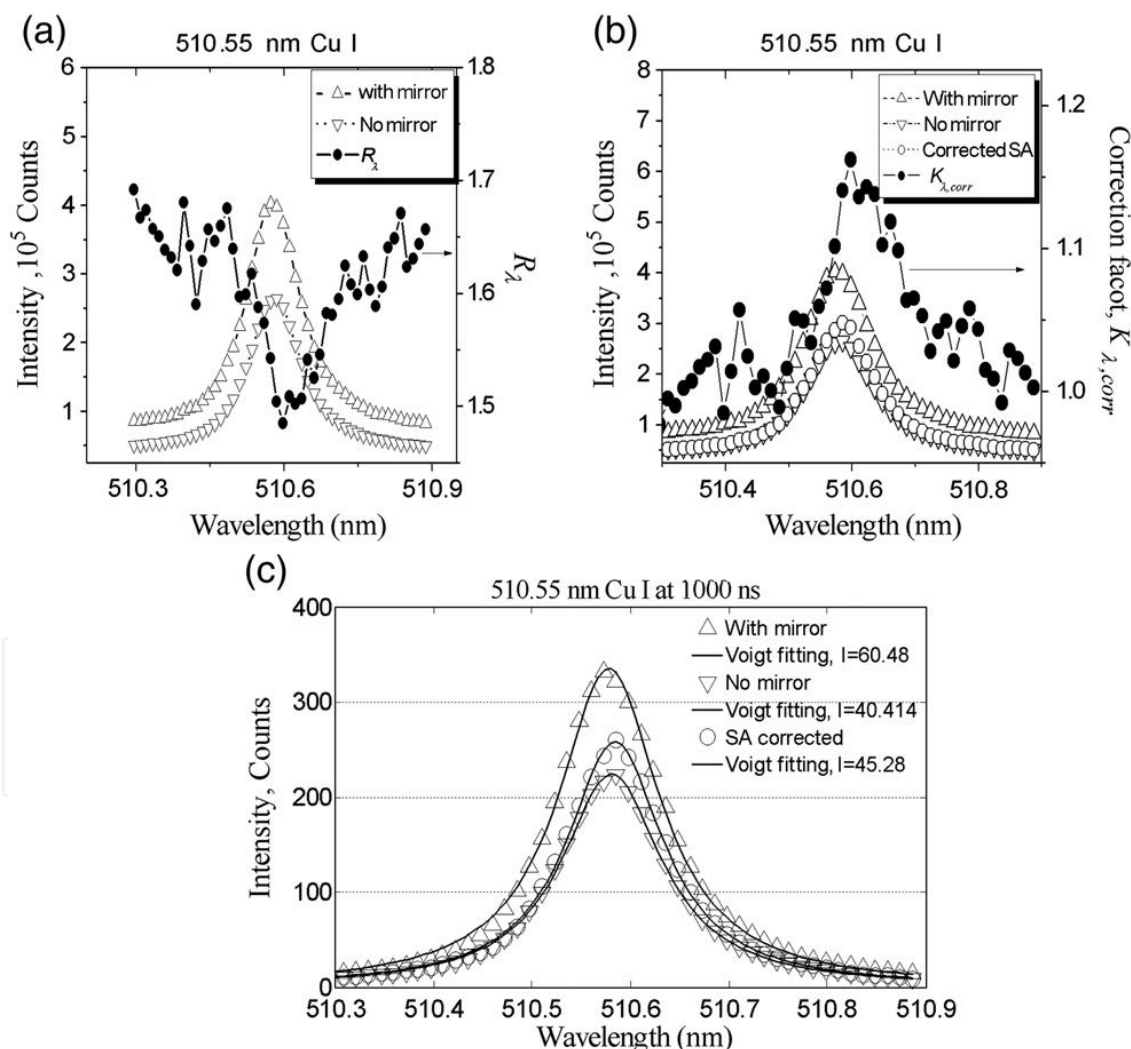 (a)
510.55 nm Cu I
6
5
4
3
2
1
Intensity ,10⁵ Counts
1.8
1.7
1.6
1.5
R_λ
with mirror
No mirror
R_λ
510.3 510.6 510.9
Wavelength (nm)
(b)
510.55 nm Cu I
8
7
6
5
4
3
2
1
Intensity ,10⁵ Counts
1.2
1.1
1.0
Correction facot, K_λ,corr
With mirror
No mirror
Corrected SA
K_λ,corr
510.4 510.6 510.8
Wavelength (nm)
(c)
510.55 nm Cu I at 1000 ns
400
300
200
100
0
Intensity, Counts
With mirror
Voigt fitting, I=60.48
No mirror
Voigt fitting, I=40.414
SA corrected
Voigt fitting, I=45.28
510.3 510.4 510.5 510.6 510.7 510.8 510.9
Wavelength (nm)